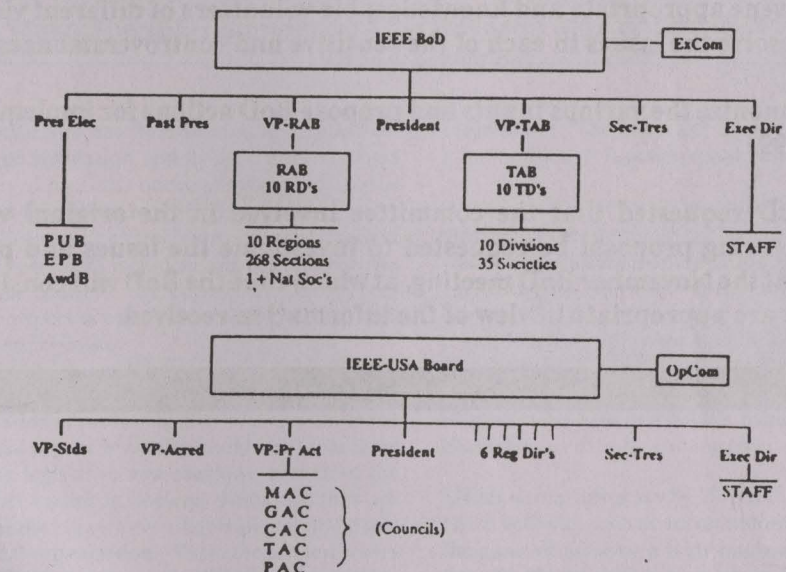 IEEE BoD
ExCom
Pres Elec Past Pres VP-RAB President VP-TAB Sec-Tres Exec Dir
RAB
10 RD's
TAB
10 TD's
PUB
EPB
Awd B
10 Regions
268 Sections
1 + Nat Soc's
10 Divisions
35 Societies
STAFF
IEEE-USA Board
OpCom
VP-Stds VP-Acred VP-Pr Act President 6 Reg Dir's Sec-Tres Exec Dir
STAFF
MAC
GAC
CAC
TAC
PAC
(Councils)